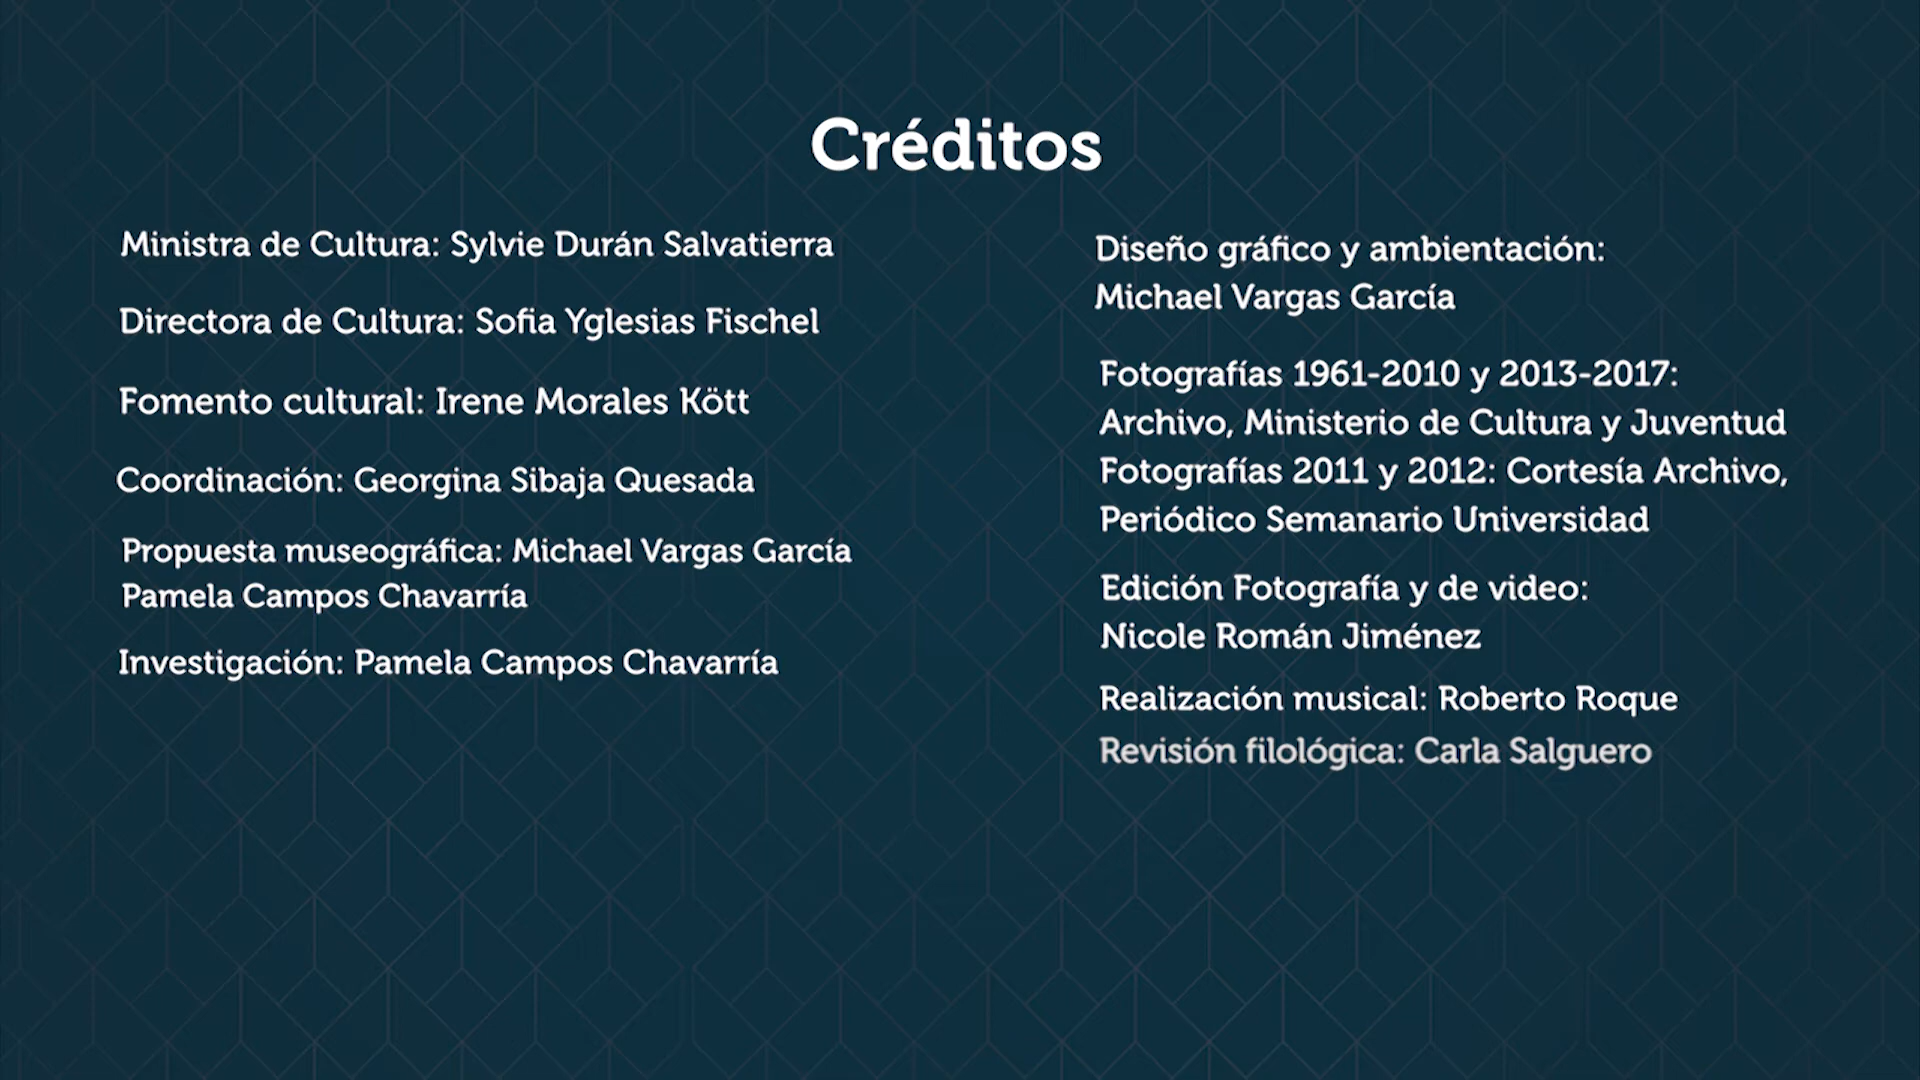 Créditos
Ministra de Cultura: Sylvie Durán Salvatierra
Directora de Cultura: Sofia Yglesias Fischel
Fomento cultural: Irene Morales Kött
Coordinación: Georgina Sibaja Quesada
Propuesta museográfica: Michael Vargas García
Pamela Campos Chavarría
Investigación: Pamela Campos Chavarría
Diseño gráfico y ambientación:
Michael Vargas García
Fotografías 1961-2010 y 2013-2017:
Archivo, Ministerio de Cultura y Juventud
Fotografías 2011 y 2012: Cortesía Archivo,
Periódico Semanario Universidad
Edición Fotografía y de video:
Nicole Román Jiménez
Realización musical: Roberto Roque
Revisión filológica: Carla Salguero